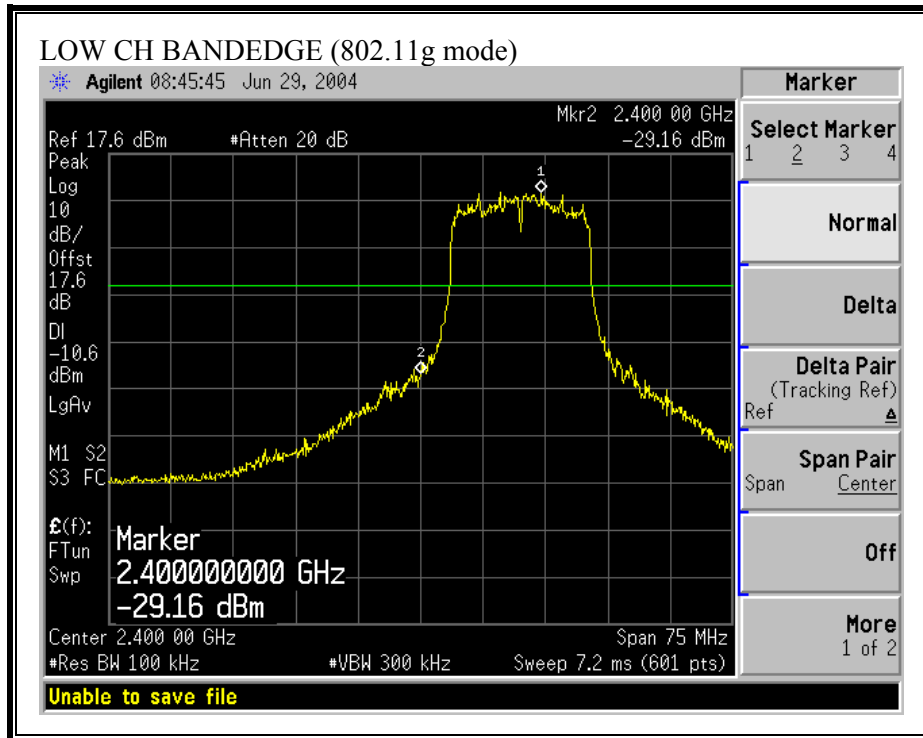 LOW CH BANDEDGE (802.11g mode)
Agilent 08:45:45 Jun 29, 2004
Marker
Mkr2 2.400 00 GHz
Ref 17.6 dBm #Atten 20 dB -29.16 dBm
Peak
Log
10
dB/
Offst
17.6
dB
DI
-10.6
dBm
LgAv
M1 S2
S3 FC
£(f):
FTun
Swp
1
2
Marker
2.400000000 GHz
-29.16 dBm
Center 2.400 00 GHz Span 75 MHz
#Res BW 100 kHz #VBW 300 kHz Sweep 7.2 ms (601 pts)
Unable to save file
Select Marker
1 2 3 4
Normal
Delta
Delta Pair
(Tracking Ref)
Ref Δ
Span Pair
Span Center
Off
More
1 of 2